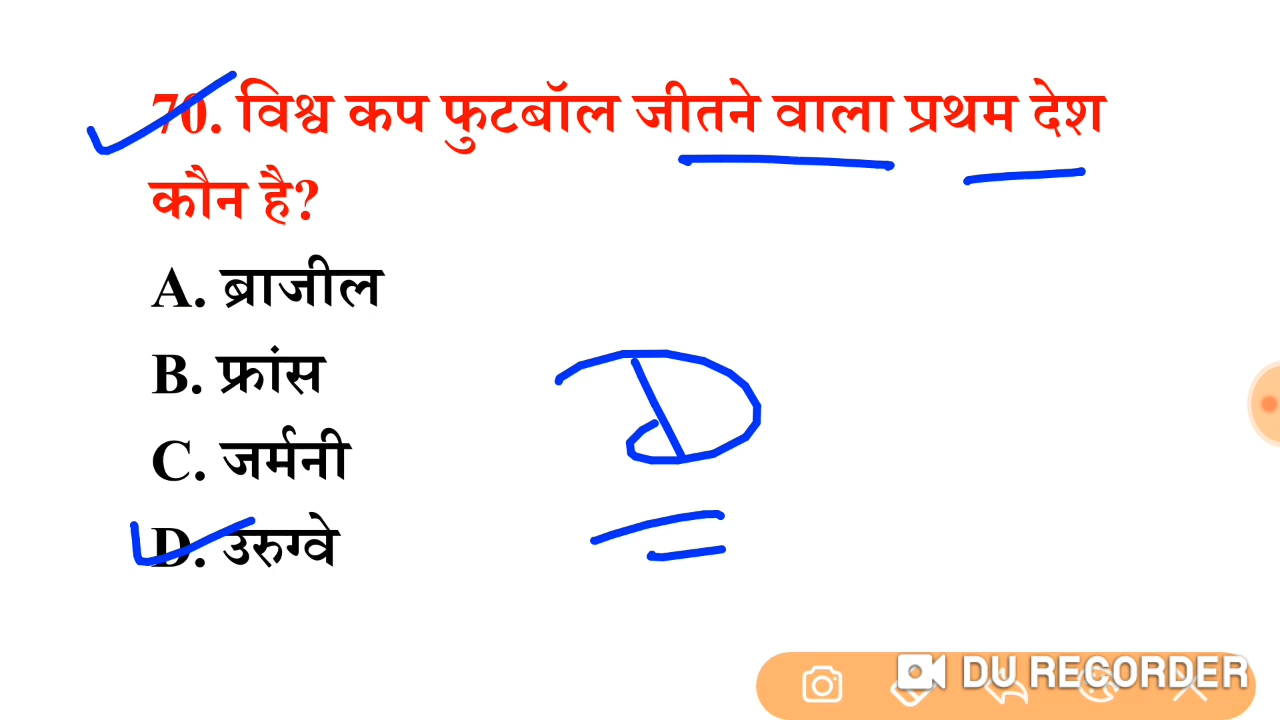 70. विश्व कप फुटबॉल जीतने वाला प्रथम देश
कौन है?
A. ब्राजील
B. फ्रांस
C. जर्मनी
D. उरुग्वे
D
DU RECORDER